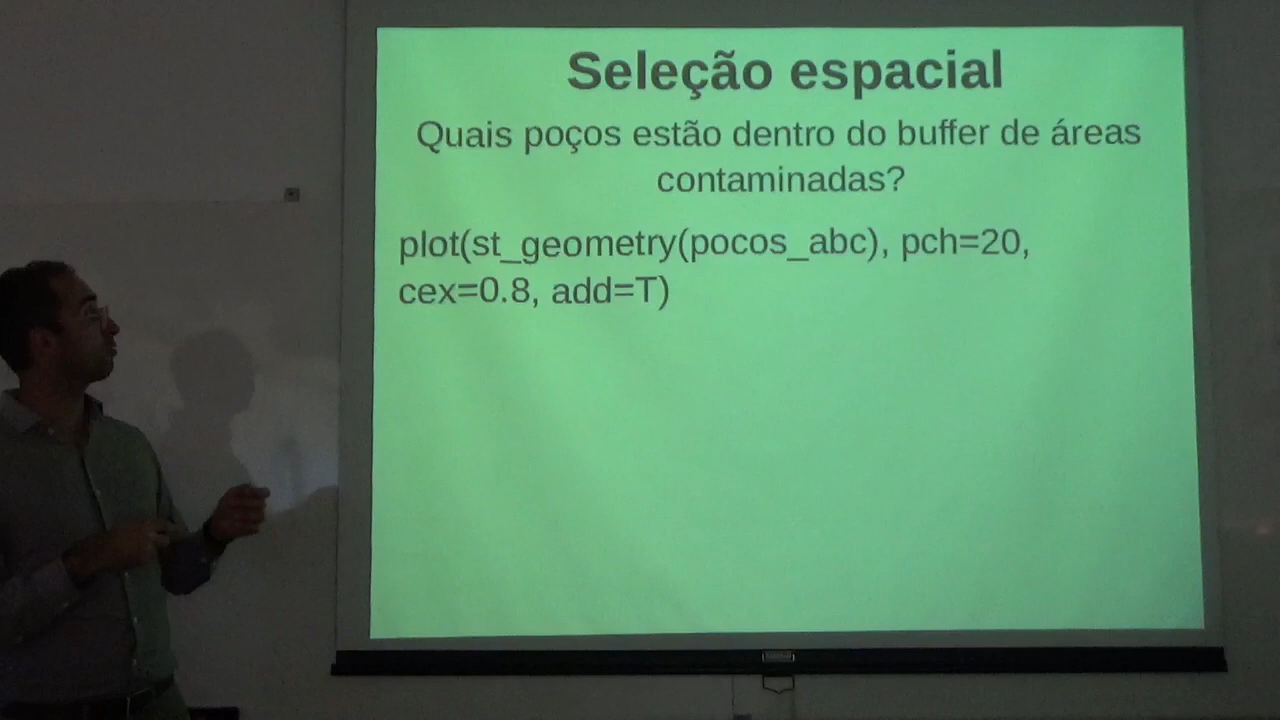 Seleção espacial
Quais poços estão dentro do buffer de áreas
contaminadas?
plot(st_geometry(pocos_abc), pch=20,
cex=0.8, add=T)